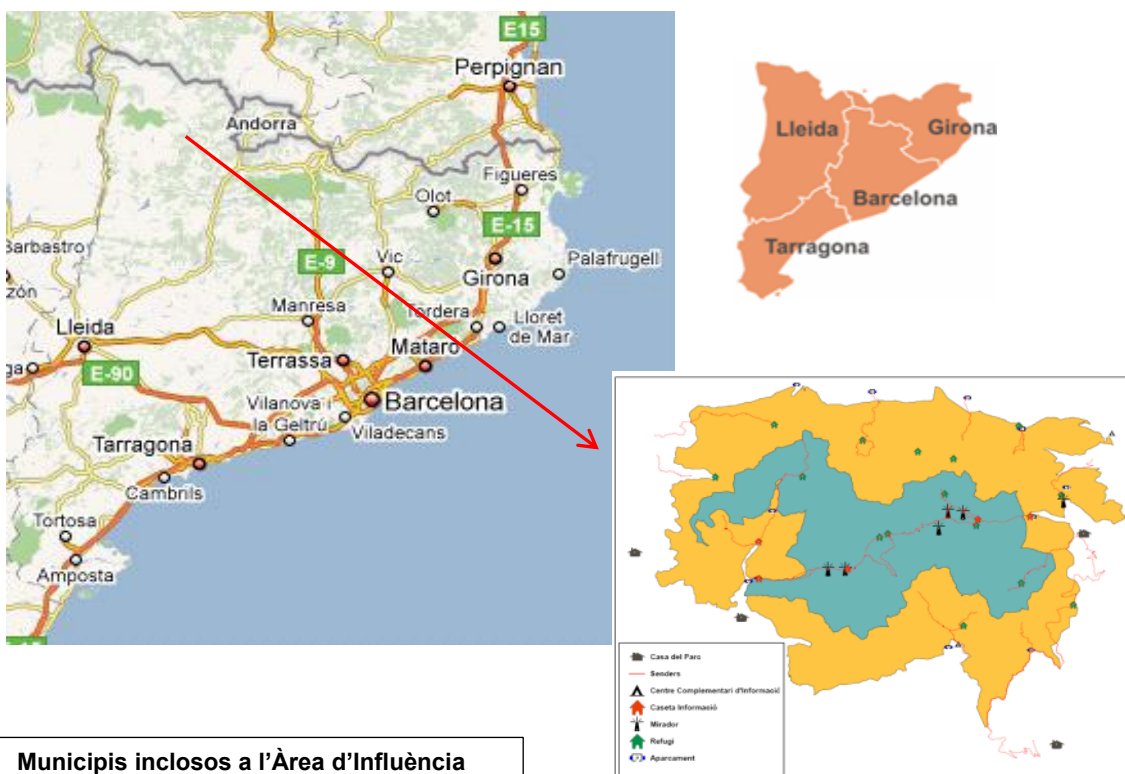 E15
Perpignan
Andorra
Figueres
Olot
E-15
Barbastro
E-9
Vic
Palafrugell
zón
Girona
Manresa
Tordera
Lloret
de Mar
Lleida
Mataro
Terrassa
ga
E-90
Barcelona
Vilanova i
la Geltrú
Viladecans
Tarragona
Cambrils
Tortosa
Amposta
Lleida
Girona
Barcelona
Tarragona
Casa del Parc
Senders
Centre Complementari d'Informació
Caseta Informació
Mirador
Refugi
Aparcament
Municipis inclosos a l'Àrea d'Influència